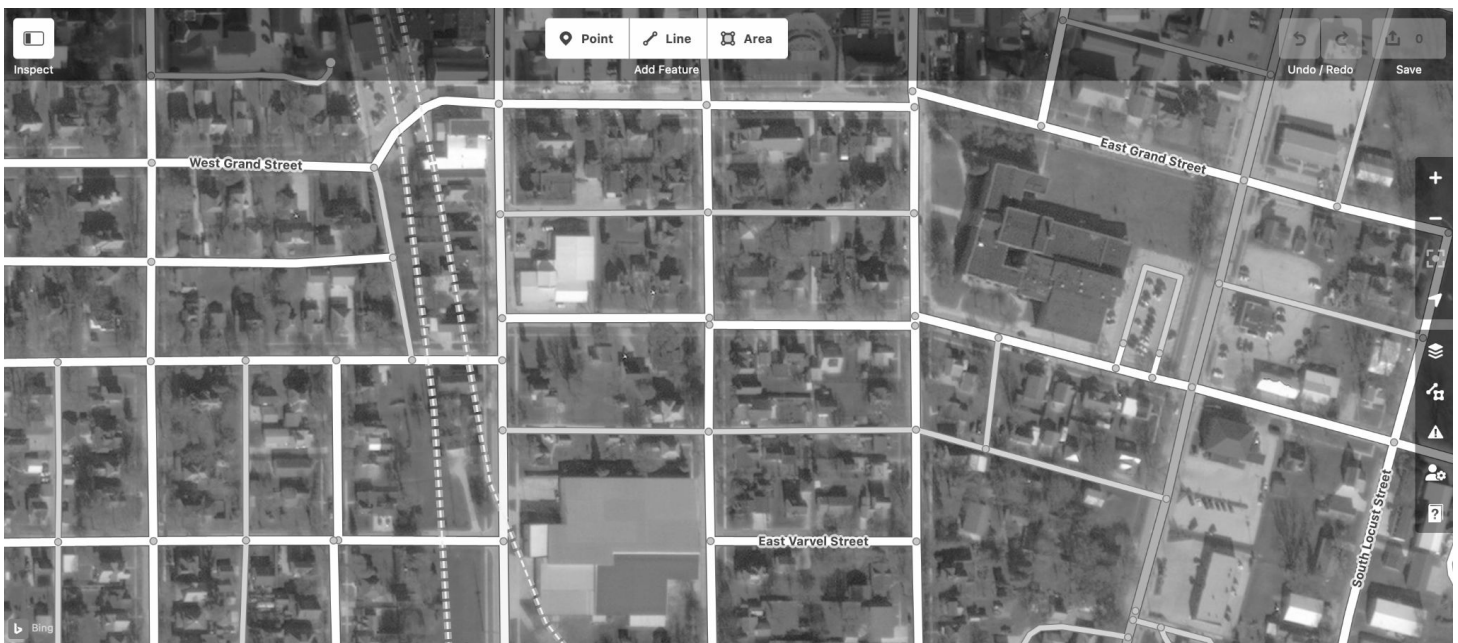 Point
Line
Area
0
Inspect
Add Feature
Undo / Redo
Save
East Grand Street
West Grand Street
+
−
?
South Locust Street
East Varvel Street
b Bing